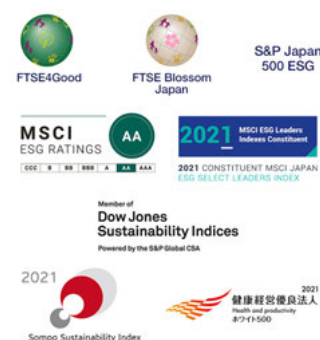 FTSE4Good
FTSE Blossom
Japan
S&P Japan
500 ESG
MSCI
ESG RATINGS
AA
CCC B BB BBB A AA AAA
2021
MSCI ESG Leaders
Indexes Constituent
2021 CONSTITUENT MSCI JAPAN
ESG SELECT LEADERS INDEX
Member of
Dow Jones
Sustainability Indices
Powered by the S&P Global CSA
2021
Sompo Sustainability Index
2021
健康経営優良法人
Health and productivity
ホワイト500